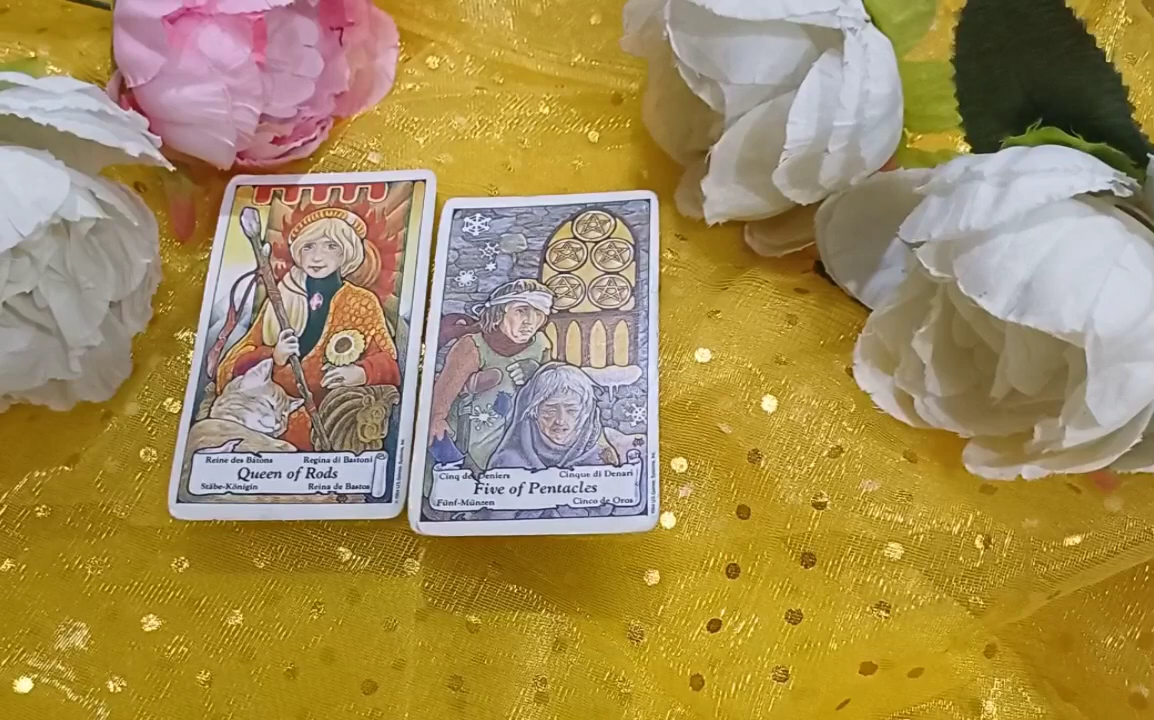 Reine des Bâtons Regina di Bastoni
Queen of Rods
Stäbe-Königin Reina de Bastos
Cinq de Deniers Cinque di Denari
Five of Pentacles
Fünf-Münzen Cinco de Oros